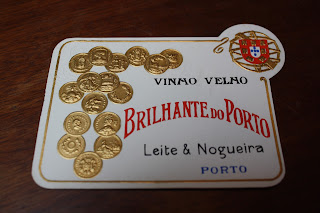 VINHO VELHO
BRILHANTE DO PORTO
Leite & Nogueira
PORTO